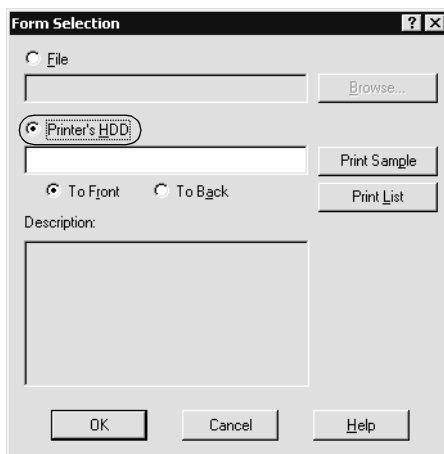 Form Selection
File
Browse...
Printer's HDD
Print Sample
To Front To Back
Print List
Description:
OK Cancel Help